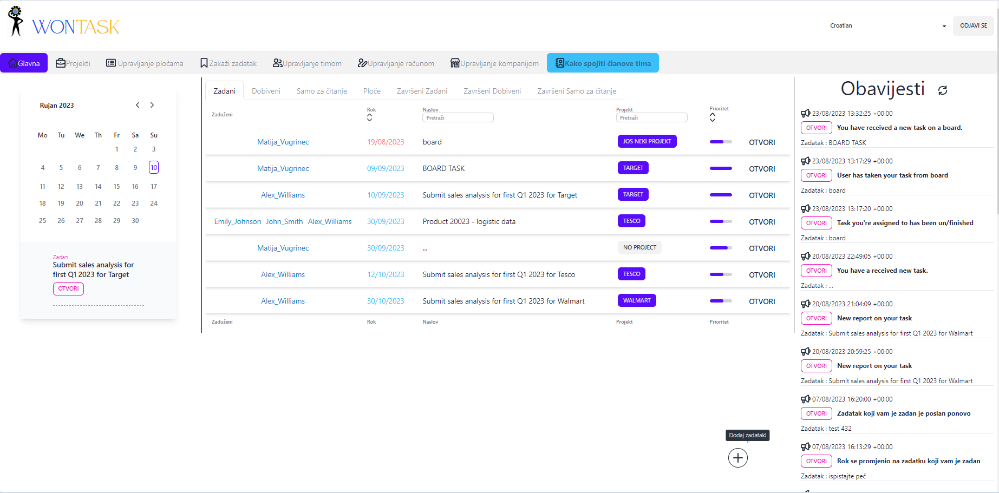 WONTASK
Croatian
ODJAVI SE
Glavna
Projekti
Upravljanje pločama
Zakaži zadatak
Upravljanje timom
Upravljanje računom
Upravljanje kompanijom
Kako spojiti članove tima
Rujan 2023
Mo Tu We Th Fr Sa Su
1 2 3
4 5 6 7 8 9 10
11 12 13 14 15 16 17
18 19 20 21 22 23 24
25 26 27 28 29 30
Zadan
Submit sales analysis for
first Q1 2023 for Target
OTVORI
Zadani Dobiveni Samo za čitanje Ploče Završeni Zadani Završeni Dobiveni Završeni Samo za čitanje
Zaduženi Rok Naslov Projekt Prioritet
Pretraži Pretraži
Matija_Vugrinec 19/08/2023 board JOS NEKI PROJEKT OTVORI
Matija_Vugrinec 09/09/2023 BOARD TASK TARGET OTVORI
Alex_Williams 10/09/2023 Submit sales analysis for first Q1 2023 for Target TARGET OTVORI
Emily_Johnson John_Smith Alex_Williams 30/09/2023 Product 20023 - logistic data TESCO OTVORI
Matija_Vugrinec 30/09/2023 ... NO PROJECT OTVORI
Alex_Williams 12/10/2023 Submit sales analysis for first Q1 2023 for Tesco TESCO OTVORI
Alex_Williams 30/10/2023 Submit sales analysis for first Q1 2023 for Walmart WALMART OTVORI
Zaduženi Rok Naslov Projekt Prioritet
Dodaj zadatak!
Obavijesti
23/08/2023 13:32:25 +00:00
OTVORI You have received a new task on a board.
Zadatak : BOARD TASK
23/08/2023 13:17:29 +00:00
OTVORI User has taken your task from board
Zadatak : board
23/08/2023 13:17:20 +00:00
OTVORI Task you're assigned to has been un/finished
Zadatak : board
20/08/2023 22:49:05 +00:00
OTVORI You have a received new task.
Zadatak : ...
20/08/2023 21:04:09 +00:00
OTVORI New report on your task
Zadatak : Submit sales analysis for first Q1 2023 for Walmart
20/08/2023 20:59:25 +00:00
OTVORI New report on your task
Zadatak : Submit sales analysis for first Q1 2023 for Walmart
07/08/2023 16:20:00 +00:00
OTVORI Zadatak koji vam je zadan je poslan ponovo
Zadatak : test 432
07/08/2023 16:13:29 +00:00
OTVORI Rok se promjenio na zadatku koji vam je zadan
Zadatak : ispistajte peč